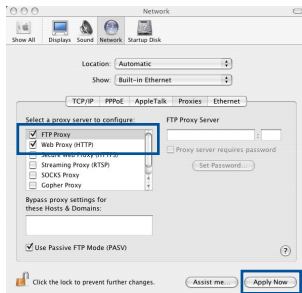 Network
Show All Displays Sound Network Startup Disk
Location: Automatic
Show: Built-in Ethernet
TCP/IP PPPoE AppleTalk Proxies Ethernet
Select a proxy server to configure: FTP Proxy Server
FTP Proxy
Web Proxy (HTTP) Proxy server requires password
Secure Web Proxy (HTTPS)
Streaming Proxy (RTSP) Set Password...
SOCKS Proxy
Gopher Proxy
Bypass proxy settings for
these Hosts & Domains:
Use Passive FTP Mode (PASV) ?
Click the lock to prevent further changes. Assist me... Apply Now